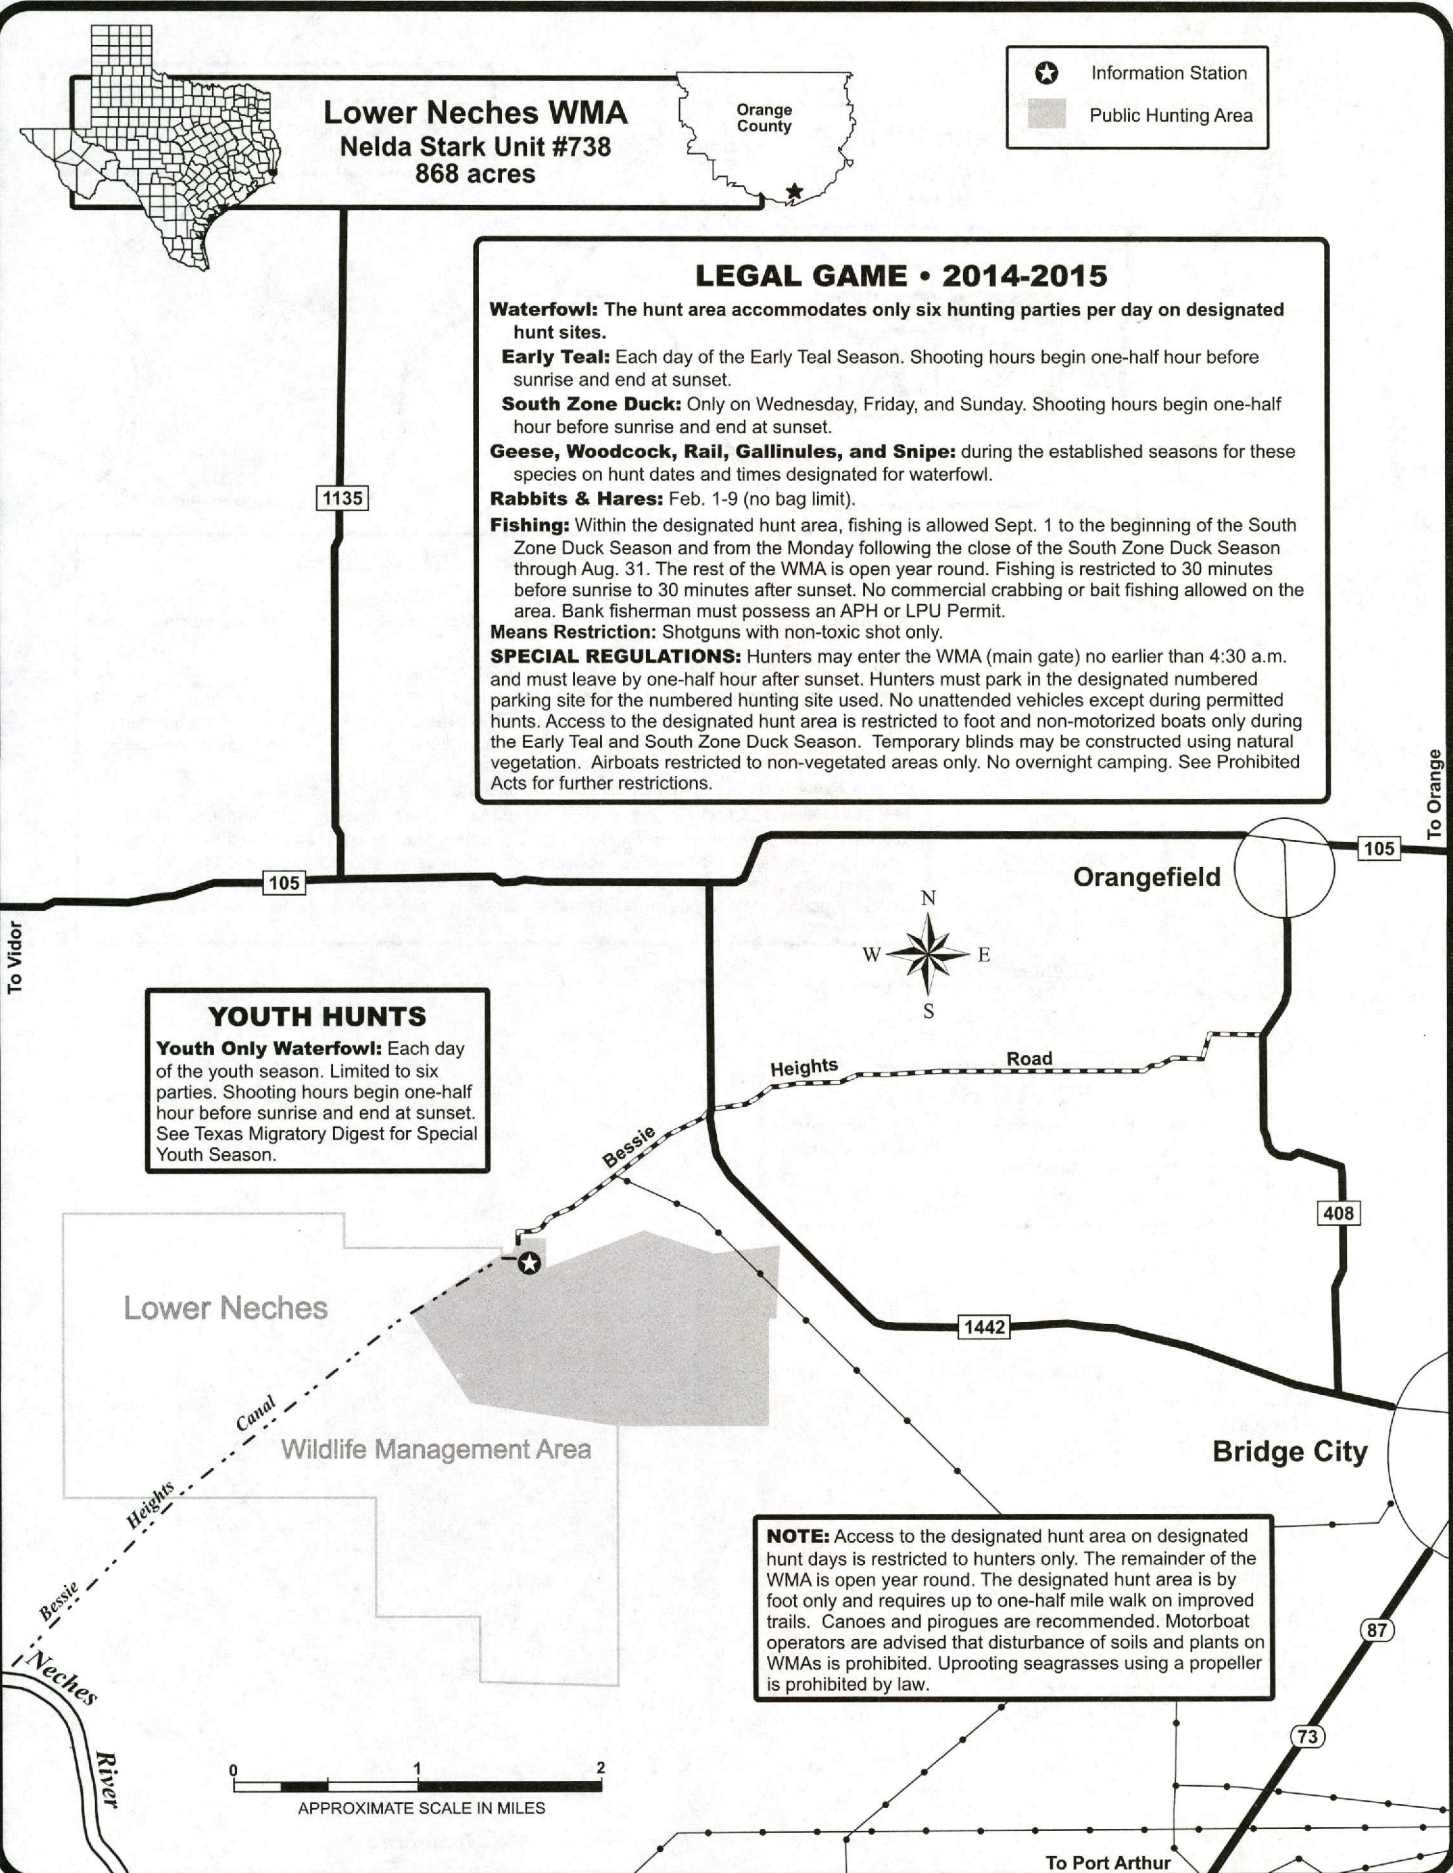 Lower Neches WMA
Nelda Stark Unit #738
868 acres
Orange
County
Information Station
Public Hunting Area
LEGAL GAME • 2014-2015
Waterfowl: The hunt area accommodates only six hunting parties per day on designated
hunt sites.
Early Teal: Each day of the Early Teal Season. Shooting hours begin one-half hour before
sunrise and end at sunset.
South Zone Duck: Only on Wednesday, Friday, and Sunday. Shooting hours begin one-half
hour before sunrise and end at sunset.
Geese, Woodcock, Rail, Gallinules, and Snipe: during the established seasons for these
species on hunt dates and times designated for waterfowl.
Rabbits & Hares: Feb. 1-9 (no bag limit).
Fishing: Within the designated hunt area, fishing is allowed Sept. 1 to the beginning of the South
Zone Duck Season and from the Monday following the close of the South Zone Duck Season
through Aug. 31. The rest of the WMA is open year round. Fishing is restricted to 30 minutes
before sunrise to 30 minutes after sunset. No commercial crabbing or bait fishing allowed on the
area. Bank fisherman must possess an APH or LPU Permit.
Means Restriction: Shotguns with non-toxic shot only.
SPECIAL REGULATIONS: Hunters may enter the WMA (main gate) no earlier than 4:30 a.m.
and must leave by one-half hour after sunset. Hunters must park in the designated numbered
parking site for the numbered hunting site used. No unattended vehicles except during permitted
hunts. Access to the designated hunt area is restricted to foot and non-motorized boats only during
the Early Teal and South Zone Duck Season. Temporary blinds may be constructed using natural
vegetation. Airboats restricted to non-vegetated areas only. No overnight camping. See Prohibited
Acts for further restrictions.
1135
To Orange
105
105
Orangefield
To Vidor
N
W
E
S
YOUTH HUNTS
Youth Only Waterfowl: Each day
of the youth season. Limited to six
parties. Shooting hours begin one-half
hour before sunrise and end at sunset.
See Texas Migratory Digest for Special
Youth Season.
Bessie
Heights
Road
408
Lower Neches
1442
Wildlife Management Area
Bridge City
Bessie
Heights
Canal
NOTE: Access to the designated hunt area on designated
hunt days is restricted to hunters only. The remainder of the
WMA is open year round. The designated hunt area is by
foot only and requires up to one-half mile walk on improved
trails. Canoes and pirogues are recommended. Motorboat
operators are advised that disturbance of soils and plants on
WMAs is prohibited. Uprooting seagrasses using a propeller
is prohibited by law.
87
73
Neches
River
0
1
2
APPROXIMATE SCALE IN MILES
To Port Arthur